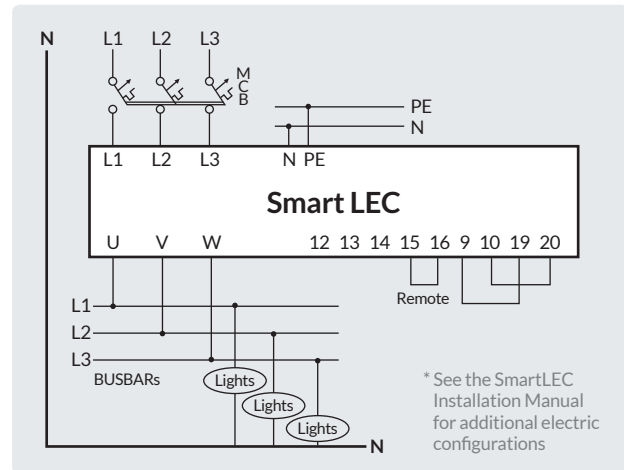 N L1 L2 L3
M
C
B
PE
N
L1 L2 L3 N PE
Smart LEC
U V W 12 13 14 15 16 9 10 19 20
Remote
L1
L2
L3
BUSBARs
Lights
Lights
Lights
N
* See the SmartLEC
Installation Manual
for additional electric
configurations